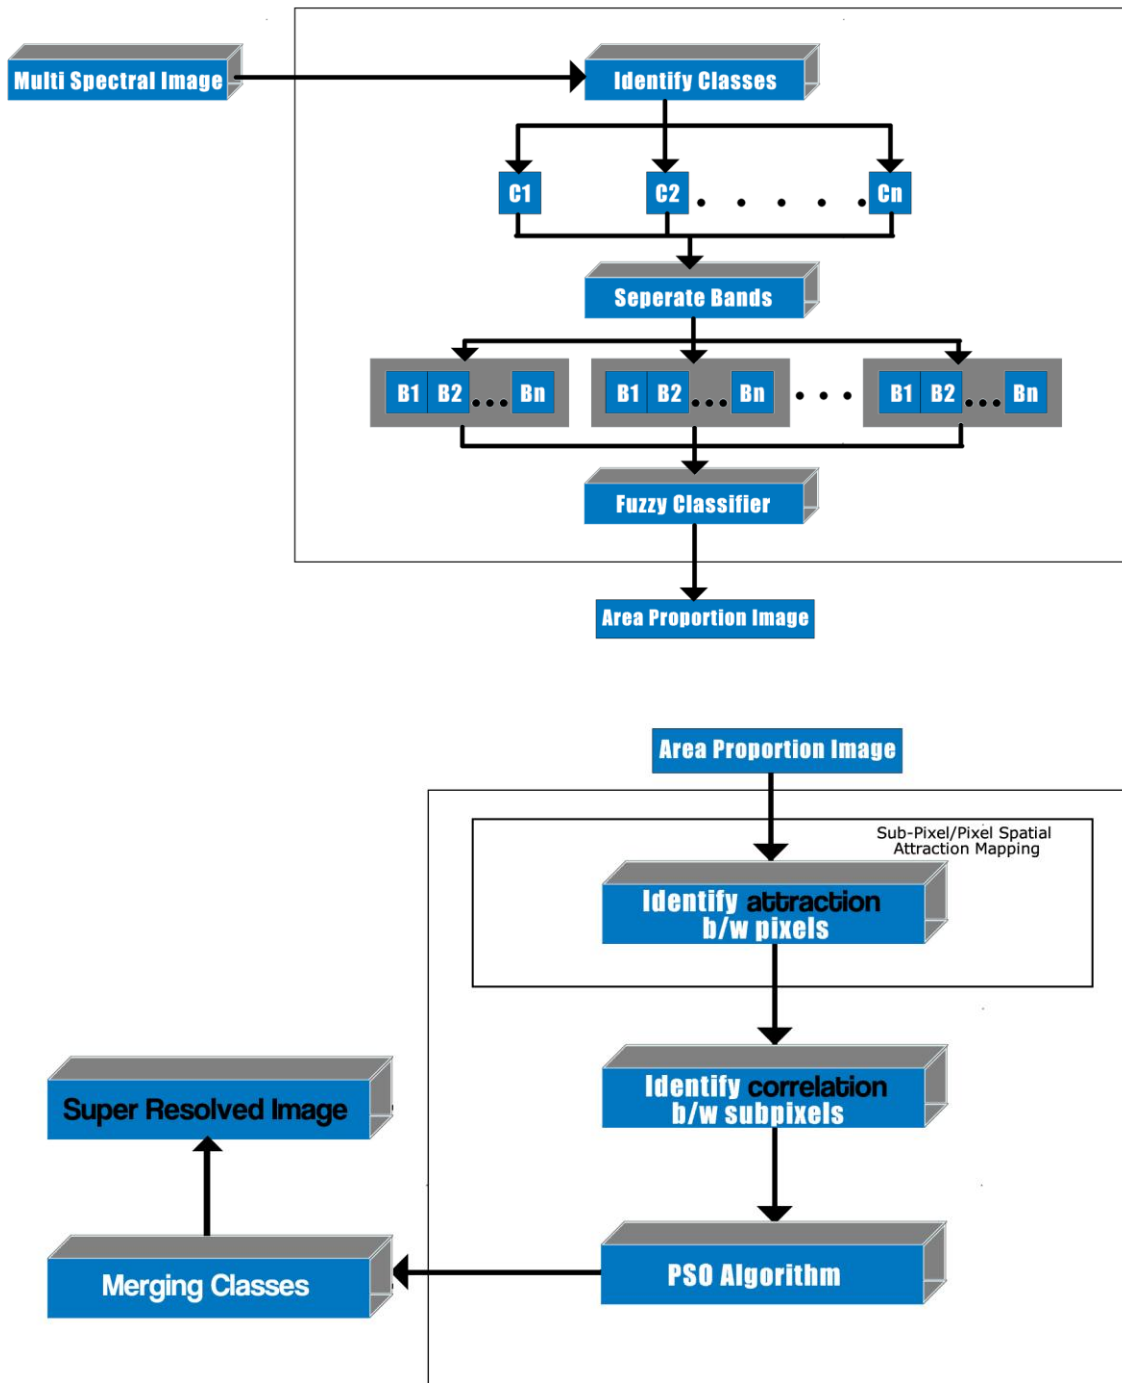 Multi Spectral Image
Identify Classes
C1
C2
Cn
Seperate Bands
B1 B2 ... Bn
B1 B2 ... Bn
B1 B2 ... Bn
Fuzzy Classifier
Area Proportion Image
Area Proportion Image
Sub-Pixel/Pixel Spatial
Attraction Mapping
Identify attraction
b/w pixels
Identify correlation
b/w subpixels
Super Resolved Image
Merging Classes
PSO Algorithm